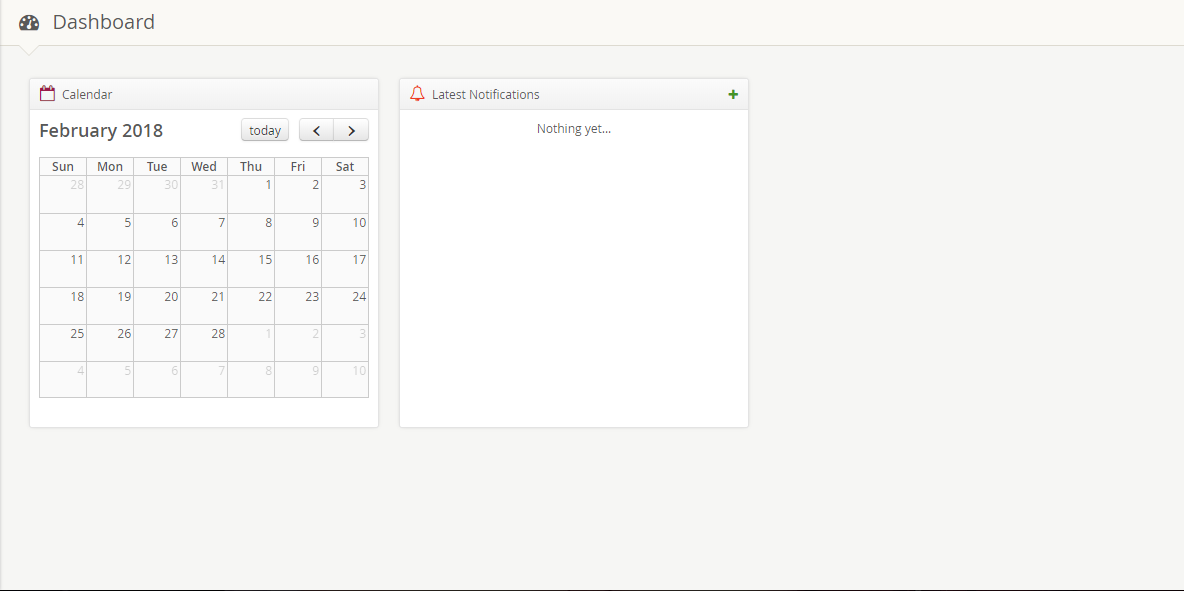 Dashboard
Calendar
February 2018 today
Sun Mon Tue Wed Thu Fri Sat
28 29 30 31 1 2 3
4 5 6 7 8 9 10
11 12 13 14 15 16 17
18 19 20 21 22 23 24
25 26 27 28 1 2 3
4 5 6 7 8 9 10
Latest Notifications
Nothing yet...